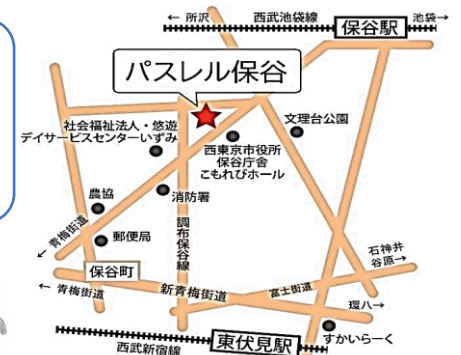 ← 所沢
西武池袋線
保谷駅
池袋→
パスレル保谷
社会福祉法人・悠遊
デイサービスセンターいずみ
文理台公園
西東京市役所
保谷庁舎
こもれびホール
農協
消防署
← 青梅街道
郵便局
調布保谷線
保谷町
← 青梅街道
新青梅街道
富士街道
石神井
谷原→
環八→
すかいらーく
西武新宿線
東伏見駅